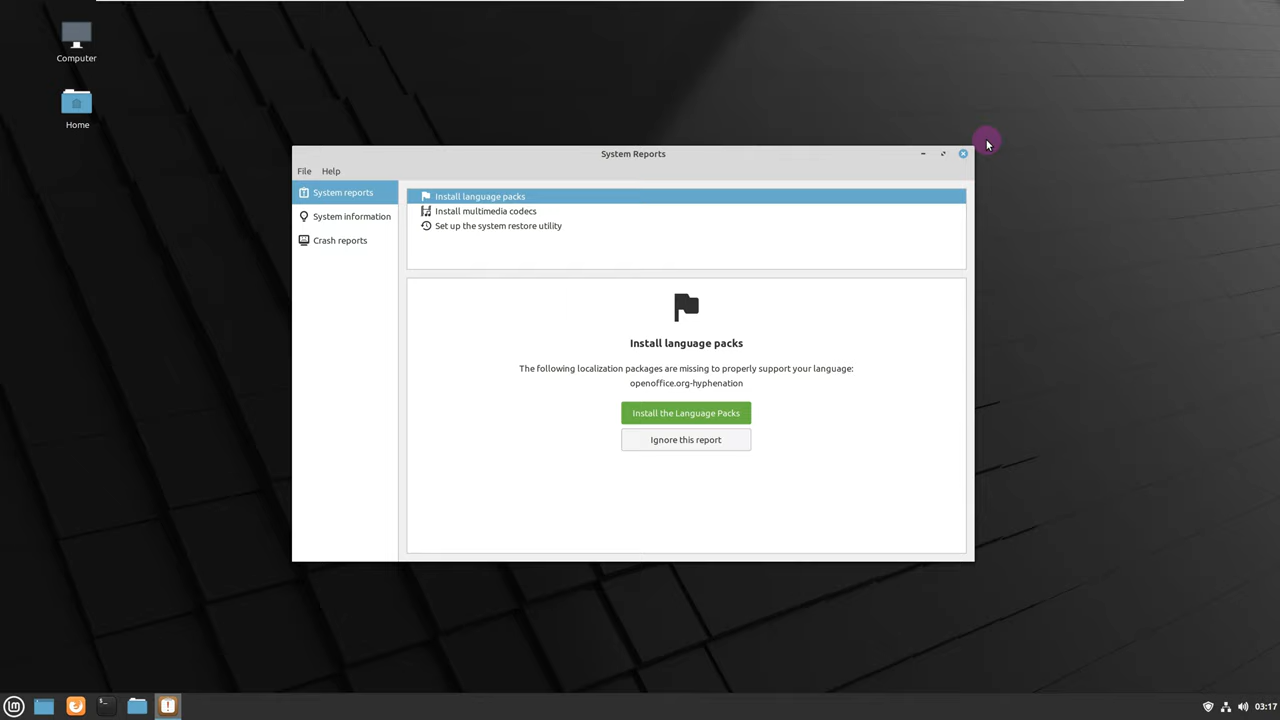 Computer
Home
System Reports
File Help
System reports
System information
Crash reports
Install language packs
Install multimedia codecs
Set up the system restore utility
Install language packs
The following localization packages are missing to properly support your language:
openoffice.org-hyphenation
Install the Language Packs
Ignore this report
03:17